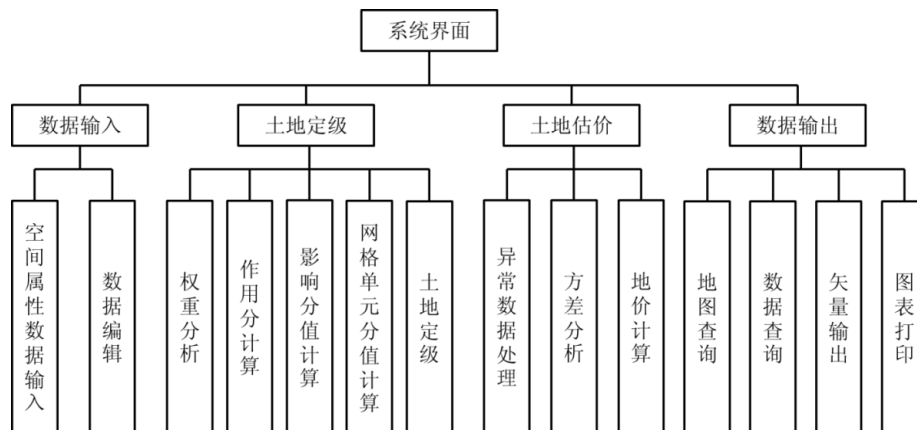 系统界面
数据输入
土地定级
土地估价
数据输出
空间属性数据输入
数据编辑
权重分析
作用分计算
影响分值计算
网格单元分值计算
土地定级
异常数据处理
方差分析
地价计算
地图查询
数据查询
矢量输出
图表打印